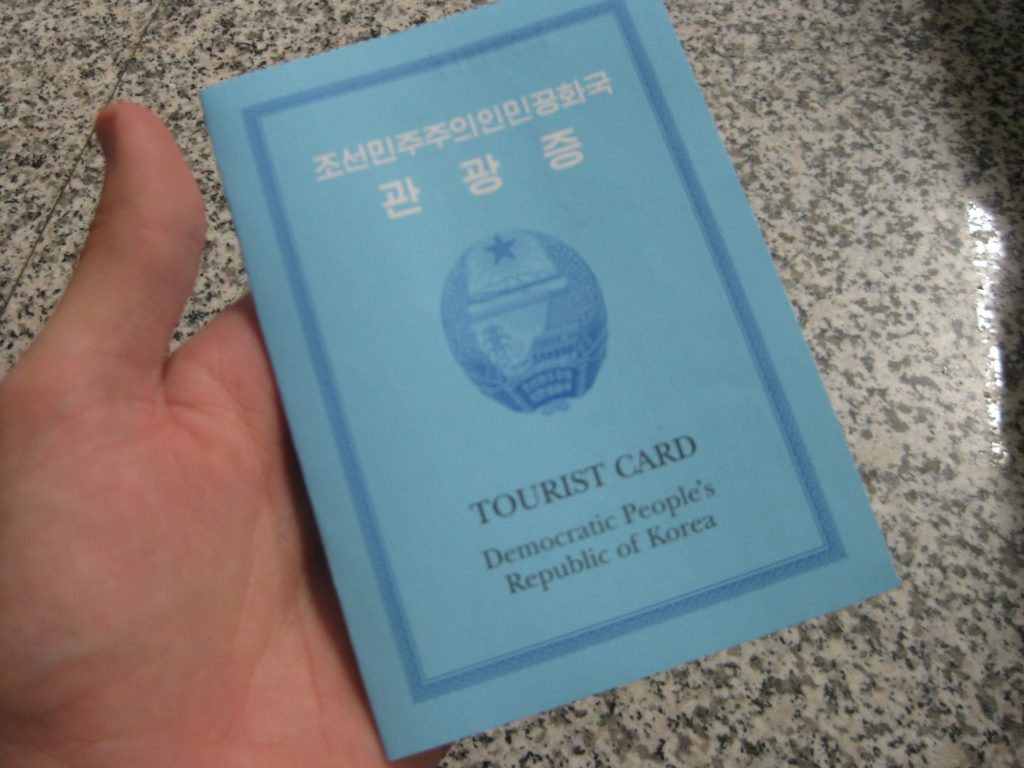 조선민주주의인민공화국
관 광 증
TOURIST CARD
Democratic People's
Republic of Korea